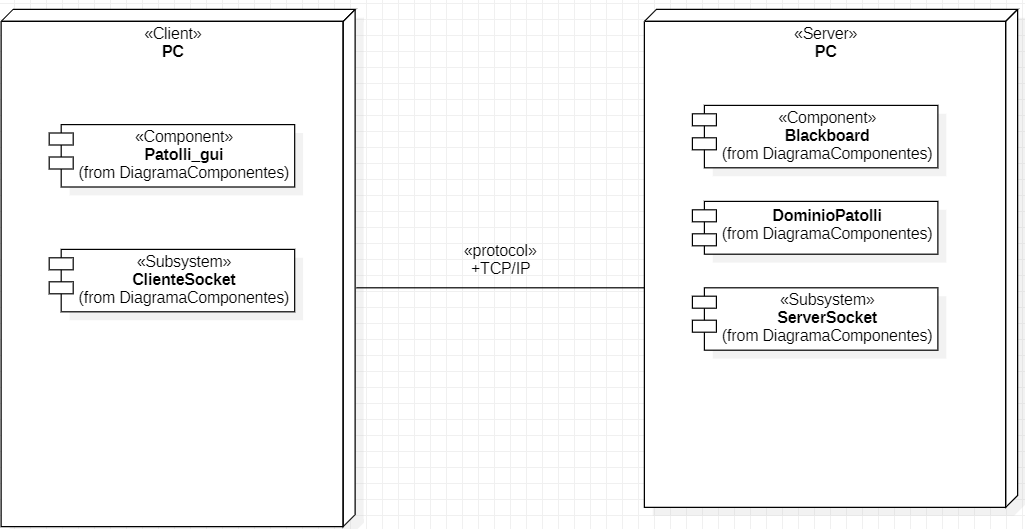 «Client»
PC
«Component»
Patolli_gui
(from DiagramaComponentes)
«Subsystem»
ClienteSocket
(from DiagramaComponentes)
«protocol»
+TCP/IP
«Server»
PC
«Component»
Blackboard
(from DiagramaComponentes)
DominioPatolli
(from DiagramaComponentes)
«Subsystem»
ServerSocket
(from DiagramaComponentes)